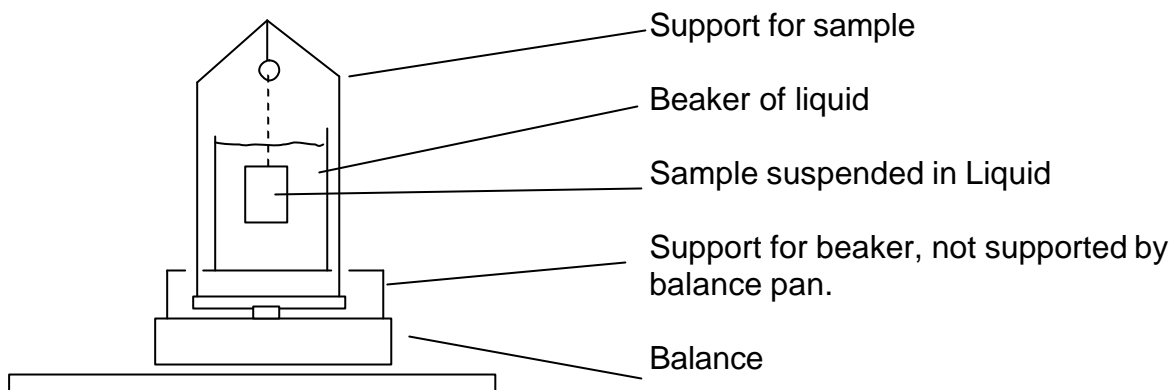 Support for sample
Beaker of liquid
Sample suspended in Liquid
Support for beaker, not supported by
balance pan.
Balance